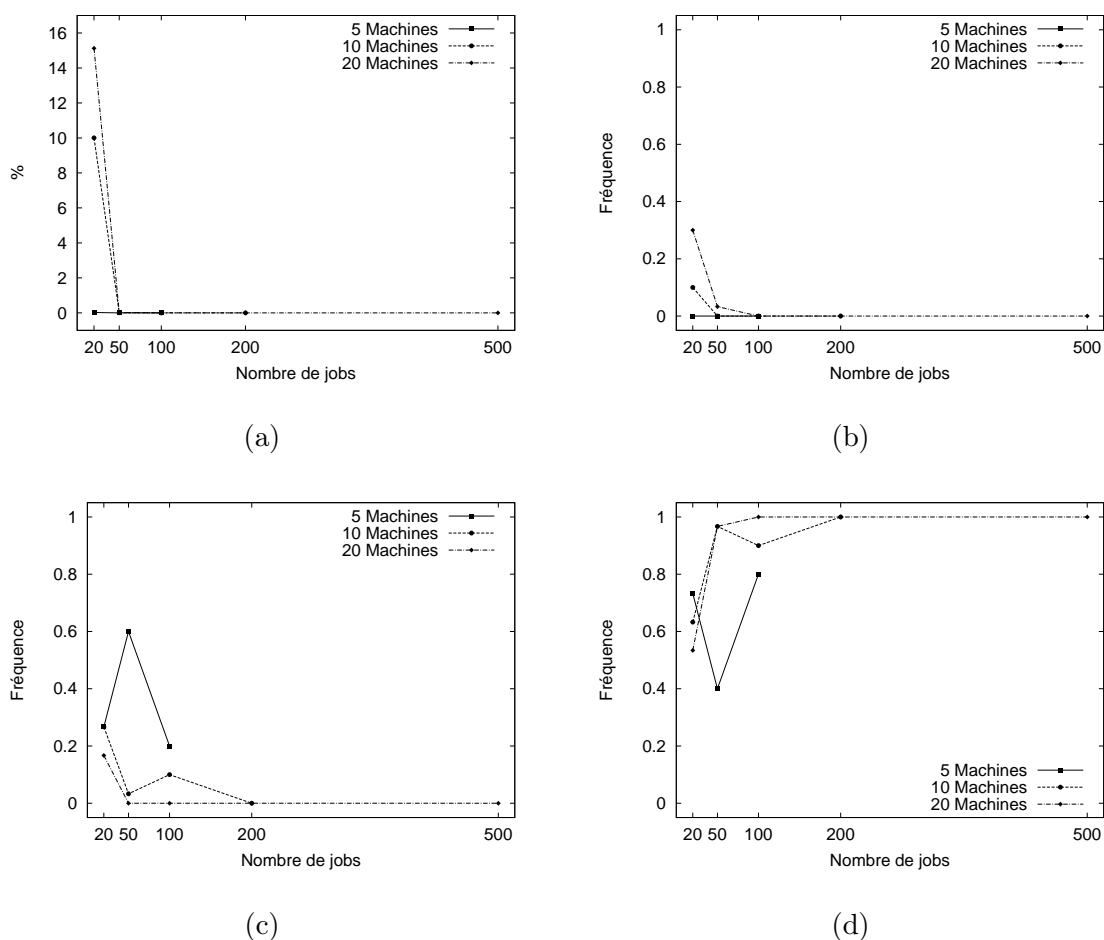 16
14
12
10
8
6
4
2
0
%
5 Machines
10 Machines
20 Machines
20 50 100 200 500
Nombre de jobs
(a)
1
0.8
0.6
0.4
0.2
0
Fréquence
5 Machines
10 Machines
20 Machines
20 50 100 200 500
Nombre de jobs
(b)
1
0.8
0.6
0.4
0.2
0
Fréquence
5 Machines
10 Machines
20 Machines
20 50 100 200 500
Nombre de jobs
(c)
1
0.8
0.6
0.4
0.2
0
Fréquence
5 Machines
10 Machines
20 Machines
20 50 100 200 500
Nombre de jobs
(d)